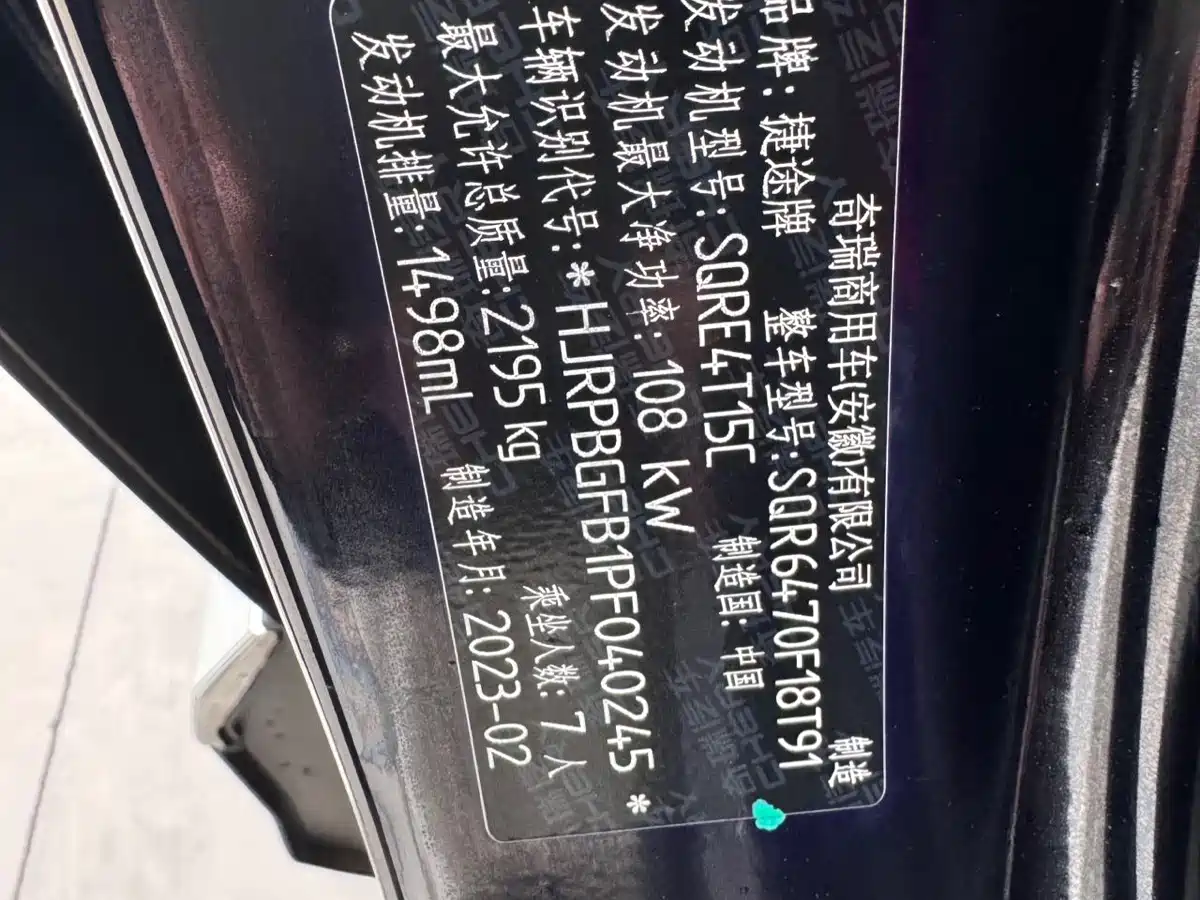 奇瑞商用车(安徽)有限公司 制造
品牌: 捷途牌 整车型号:SQR6470F18T91
发动机型号:SQRE4T15C 制造国: 中国
发动机最大净功率: 108 kW
车辆识别代号:*HJRPBGFB1PF040245*
最大允许总质量:2195 kg 乘坐人数: 7人
发动机排量:1498mL 制造年月: 2023-02